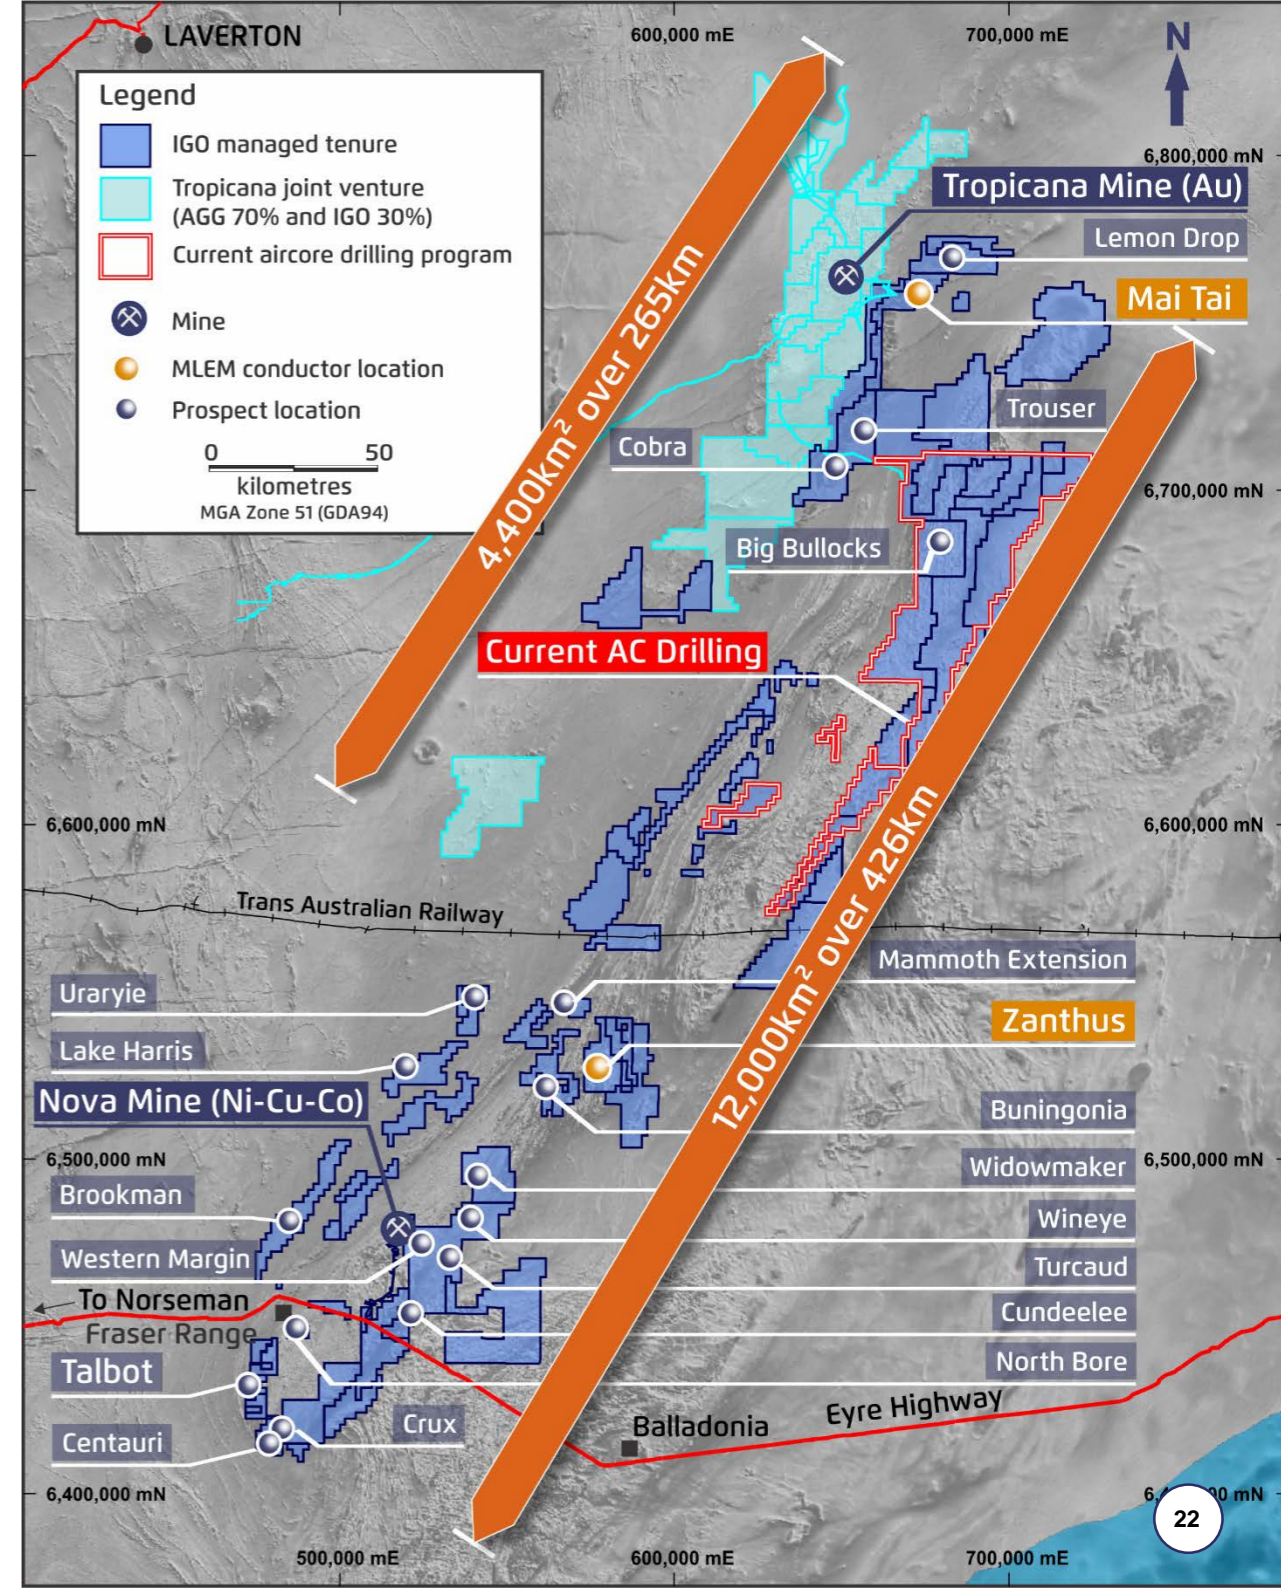 LAVERTON
600,000 mE
700,000 mE
N
Legend
IGO managed tenure
Tropicana joint venture
(AGG 70% and IGO 30%)
Current aircore drilling program
Mine
MLEM conductor location
Prospect location
0 50
kilometres
MGA Zone 51 (GDA94)
6,800,000 mN
Tropicana Mine (Au)
Lemon Drop
Mai Tai
4,400km² over 265km
Trouser
Cobra
6,700,000 mN
Big Bullocks
Current AC Drilling
6,600,000 mN
6,600,000 mN
12,000km² over 426km
Trans Australian Railway
Mammoth Extension
Uraryie
Zanthus
Lake Harris
Nova Mine (Ni-Cu-Co)
Buningonia
6,500,000 mN
Widowmaker
6,500,000 mN
Brookman
Wineye
Western Margin
Turcaud
To Norseman
Cundeelee
Fraser Range
North Bore
Talbot
Eyre Highway
Crux
Balladonia
Centauri
6,400,000 mN
6,4 0 mN
22
500,000 mE
600,000 mE
700,000 mE